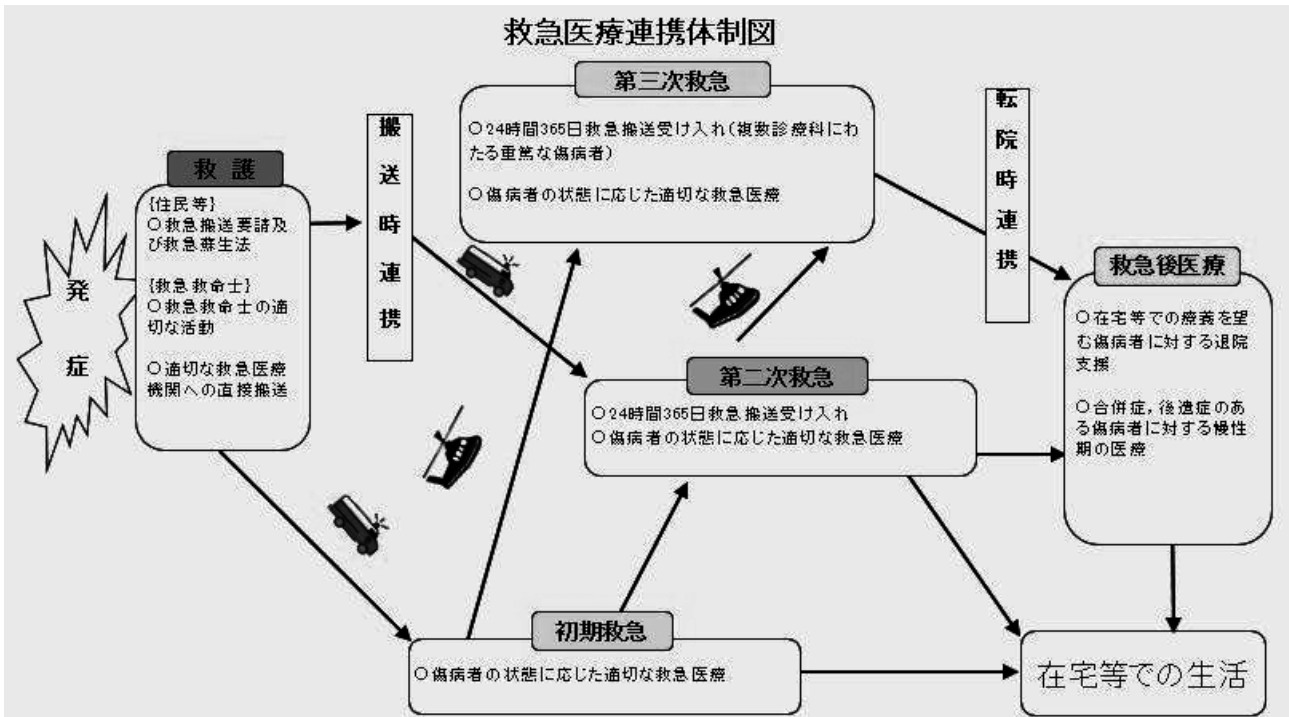 救急医療連携体制図
発症
救護
{住民等}
○救急搬送要請及
び救急蘇生法
{救急救命士}
○救急救命士の適
切な活動
○適切な救急医療
機関への直接搬送
搬送時連携
第三次救急
○24時間365日救急搬送受け入れ(複数診療科にわ
たる重篤な傷病者)
○傷病者の状態に応じた適切な救急医療
転院時連携
第二次救急
○24時間365日救急搬送受け入れ
○傷病者の状態に応じた適切な救急医療
救急後医療
○在宅等での療養を望
む傷病者に対する退院
支援
○合併症，後遺症のあ
る傷病者に対する慢性
期の医療
初期救急
○傷病者の状態に応じた適切な救急医療
在宅等での生活